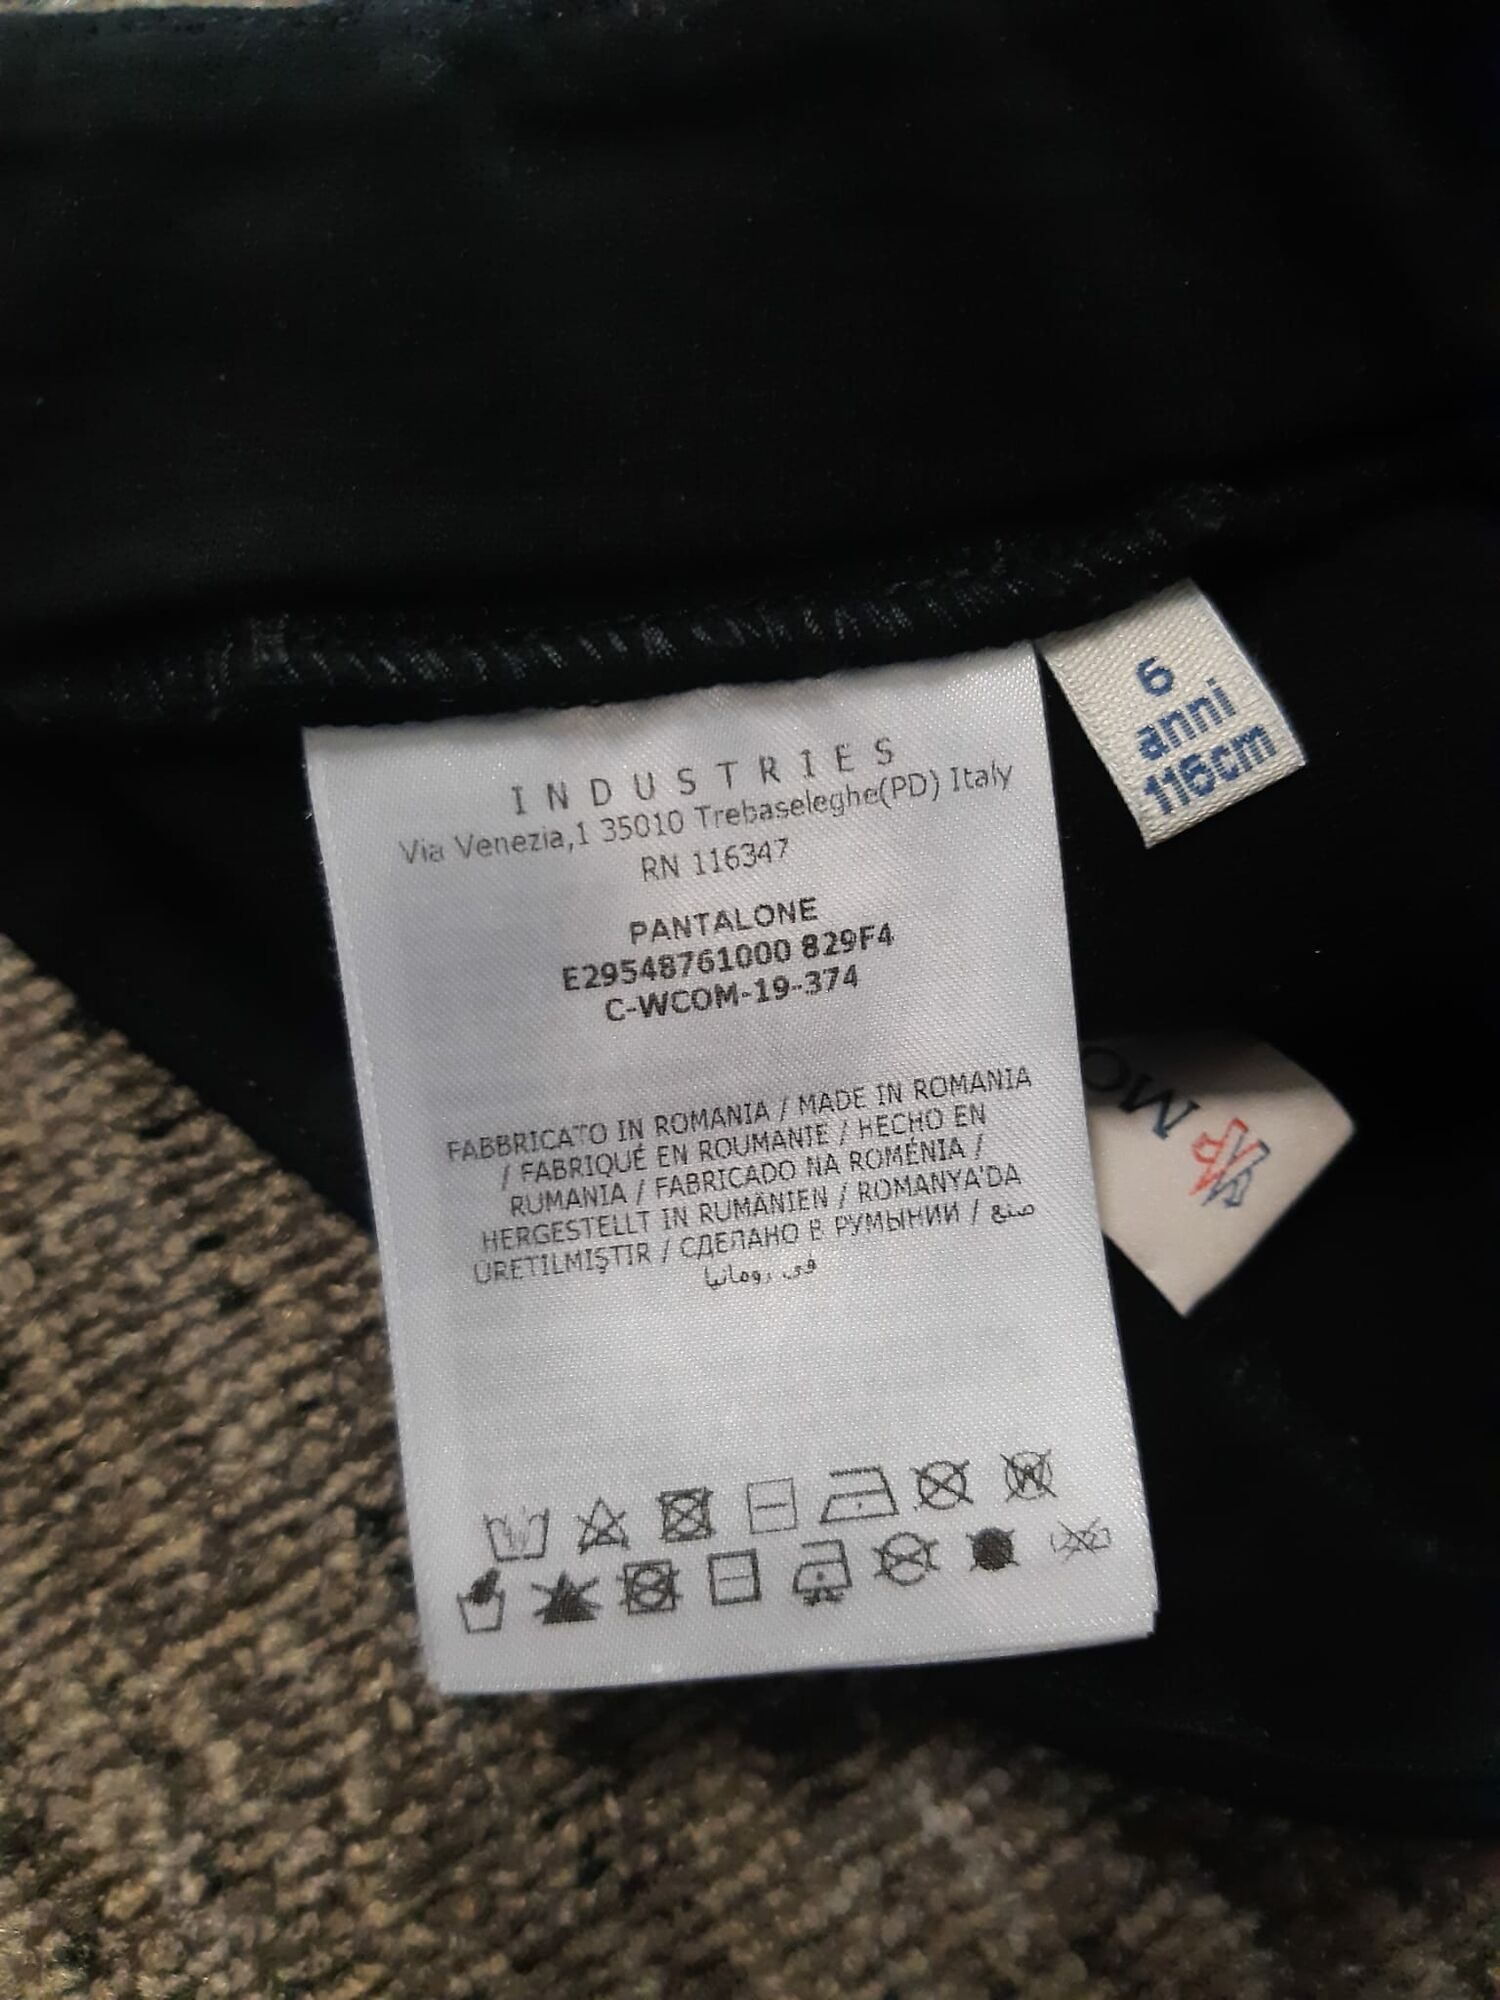 INDUSTRIES
Via Venezia,1 35010 Trebaseleghe(PD) Italy
RN 116347
PANTALONE
E29548761000 829F4
C-WCOM-19-374
FABBRICATO IN ROMANIA / MADE IN ROMANIA
/ FABRIQUÉ EN ROUMANIE / HECHO EN
RUMANIA / FABRICADO NA ROMÉNIA /
HERGESTELLT IN RUMÄNIEN / ROMANYA'DA
ÜRETILMIŞTIR / СДЕЛАНО В РУМЫНИИ / صنع
في رومانيا
6
anni
116cm
MO